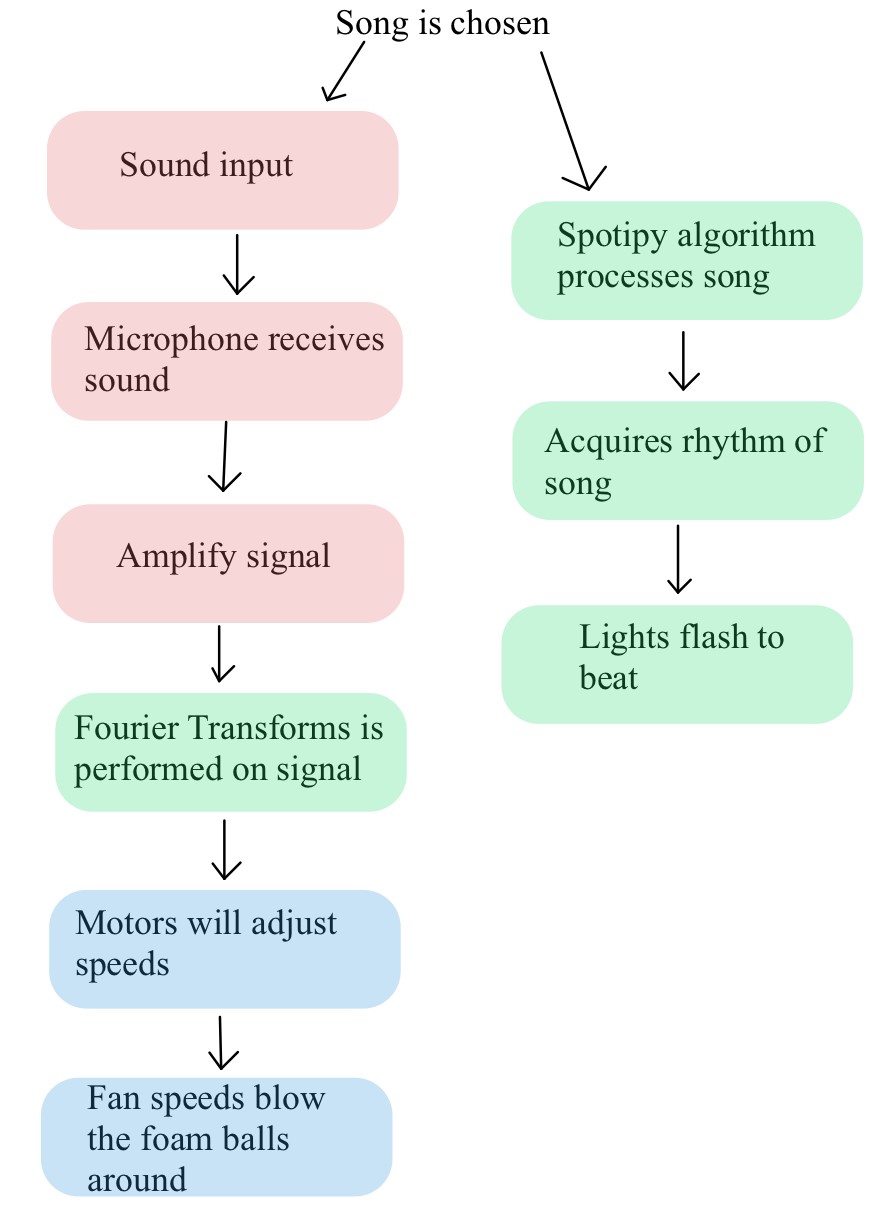 Song is chosen
Sound input
Microphone receives
sound
Amplify signal
Fourier Transforms is
performed on signal
Motors will adjust
speeds
Fan speeds blow
the foam balls
around
Spotipy algorithm
processes song
Acquires rhythm of
song
Lights flash to
beat